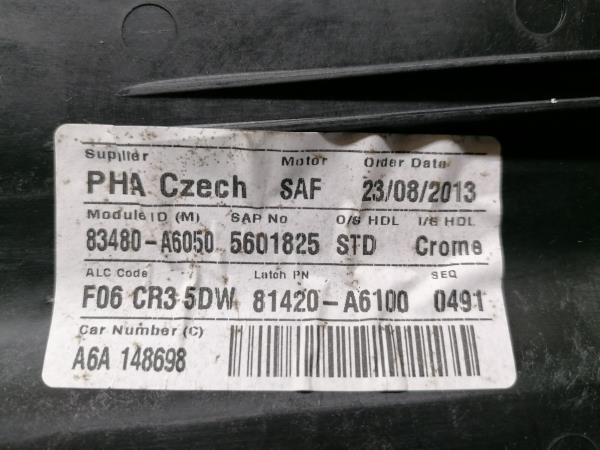 Supllier Motor Order Date
PHA Czech SAF 23/08/2013
Module ID (M) SAP No O/S HDL I/S HDL
83480-A6050 5601825 STD Crome
ALC Code Latch PN SEQ
F06 CR3 5DW 81420-A6100 0491
Car Number (C)
A6A 148698